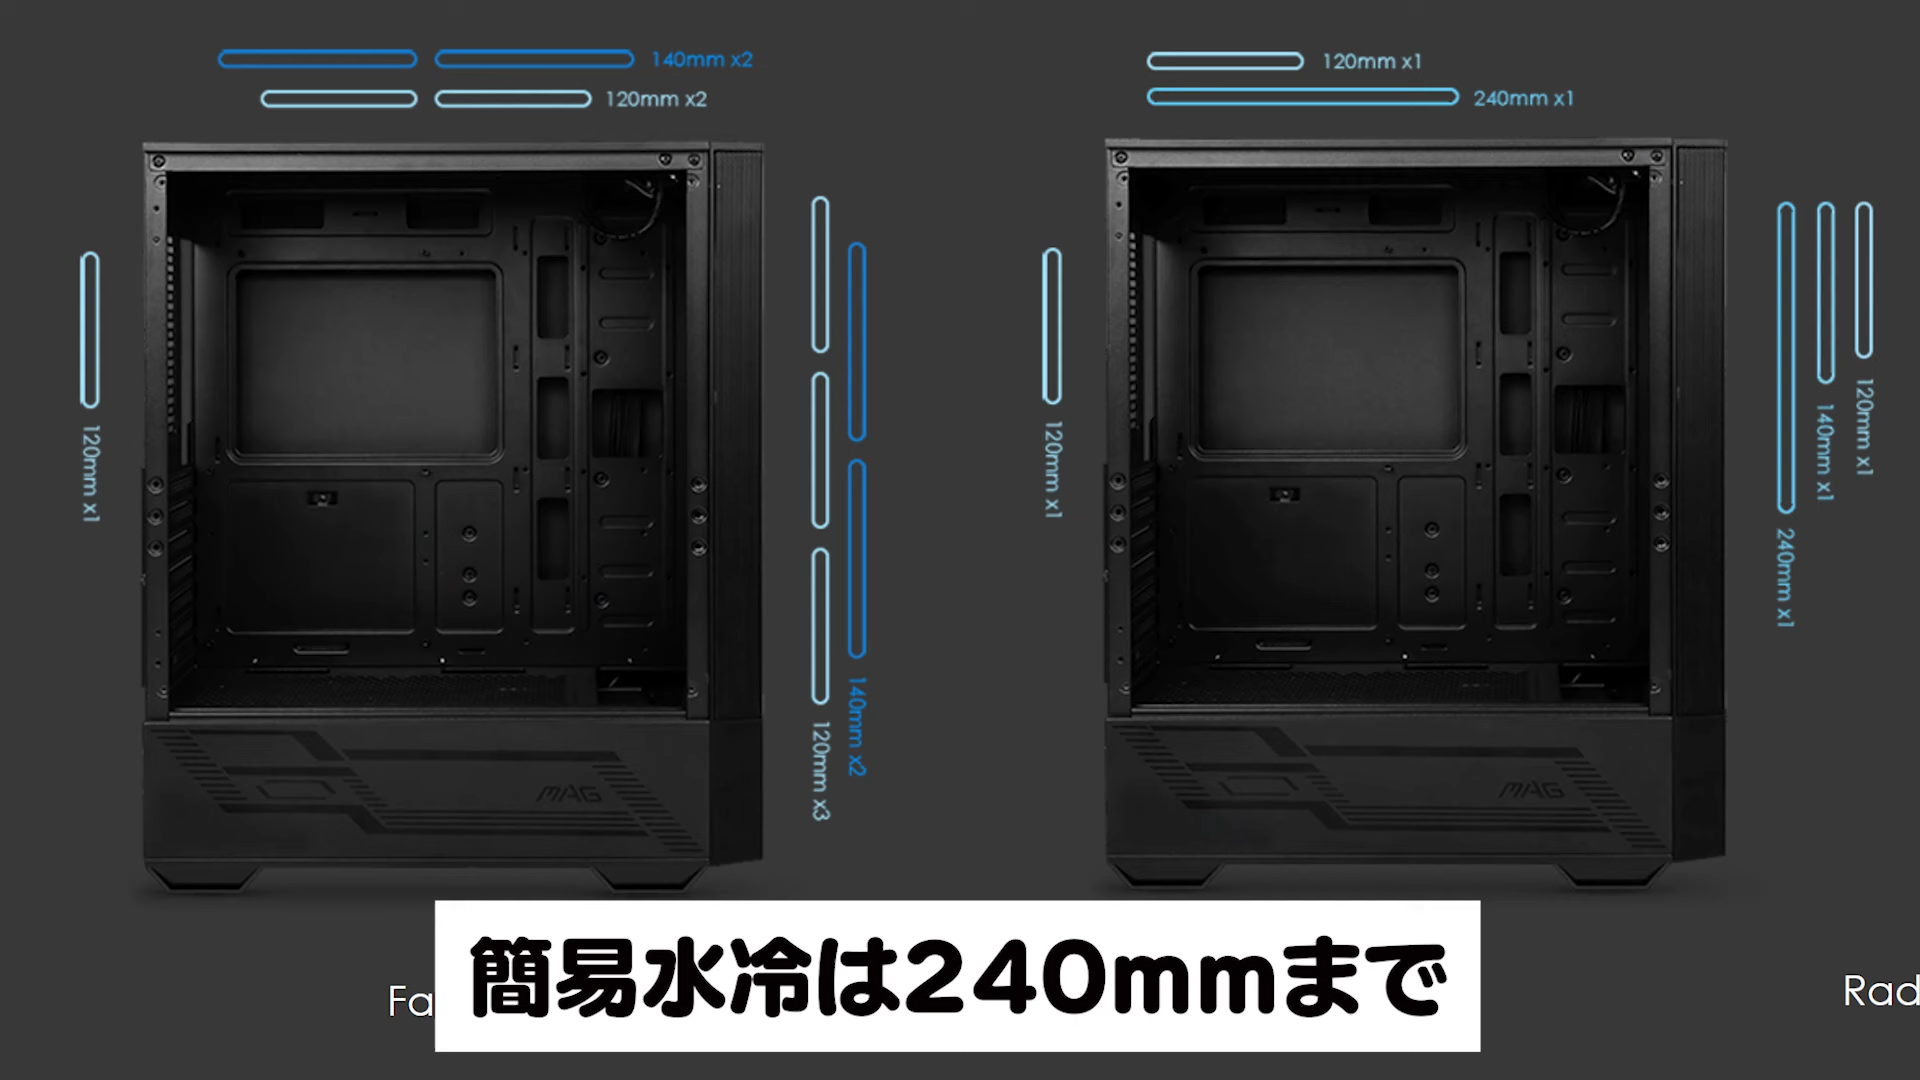 140mm x2
120mm x2
120mm x1
120mm x3
140mm x2
MAG
120mm x1
240mm x1
120mm x1
240mm x1
140mm x1
120mm x1
MAG
Fa
Rad
簡易水冷は240mmまで